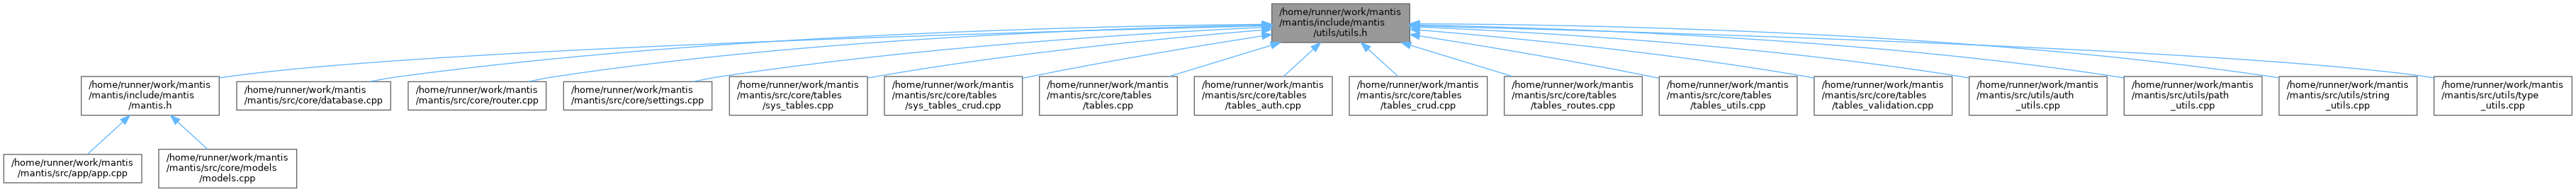 /home/runner/work/mantis
/mantis/include/mantis
/utils/utils.h
/home/runner/work/mantis
/mantis/include/mantis
/mantis.h
/home/runner/work/mantis
/mantis/src/core/database.cpp
/home/runner/work/mantis
/mantis/src/core/router.cpp
/home/runner/work/mantis
/mantis/src/core/settings.cpp
/home/runner/work/mantis
/mantis/src/core/tables
/sys_tables.cpp
/home/runner/work/mantis
/mantis/src/core/tables
/sys_tables_crud.cpp
/home/runner/work/mantis
/mantis/src/core/tables
/tables.cpp
/home/runner/work/mantis
/mantis/src/core/tables
/tables_auth.cpp
/home/runner/work/mantis
/mantis/src/core/tables
/tables_crud.cpp
/home/runner/work/mantis
/mantis/src/core/tables
/tables_routes.cpp
/home/runner/work/mantis
/mantis/src/core/tables
/tables_utils.cpp
/home/runner/work/mantis
/mantis/src/core/tables
/tables_validation.cpp
/home/runner/work/mantis
/mantis/src/utils/auth
_utils.cpp
/home/runner/work/mantis
/mantis/src/utils/path
_utils.cpp
/home/runner/work/mantis
/mantis/src/utils/string
_utils.cpp
/home/runner/work/mantis
/mantis/src/utils/type
_utils.cpp
/home/runner/work/mantis
/mantis/src/app/app.cpp
/home/runner/work/mantis
/mantis/src/core/models
/models.cpp